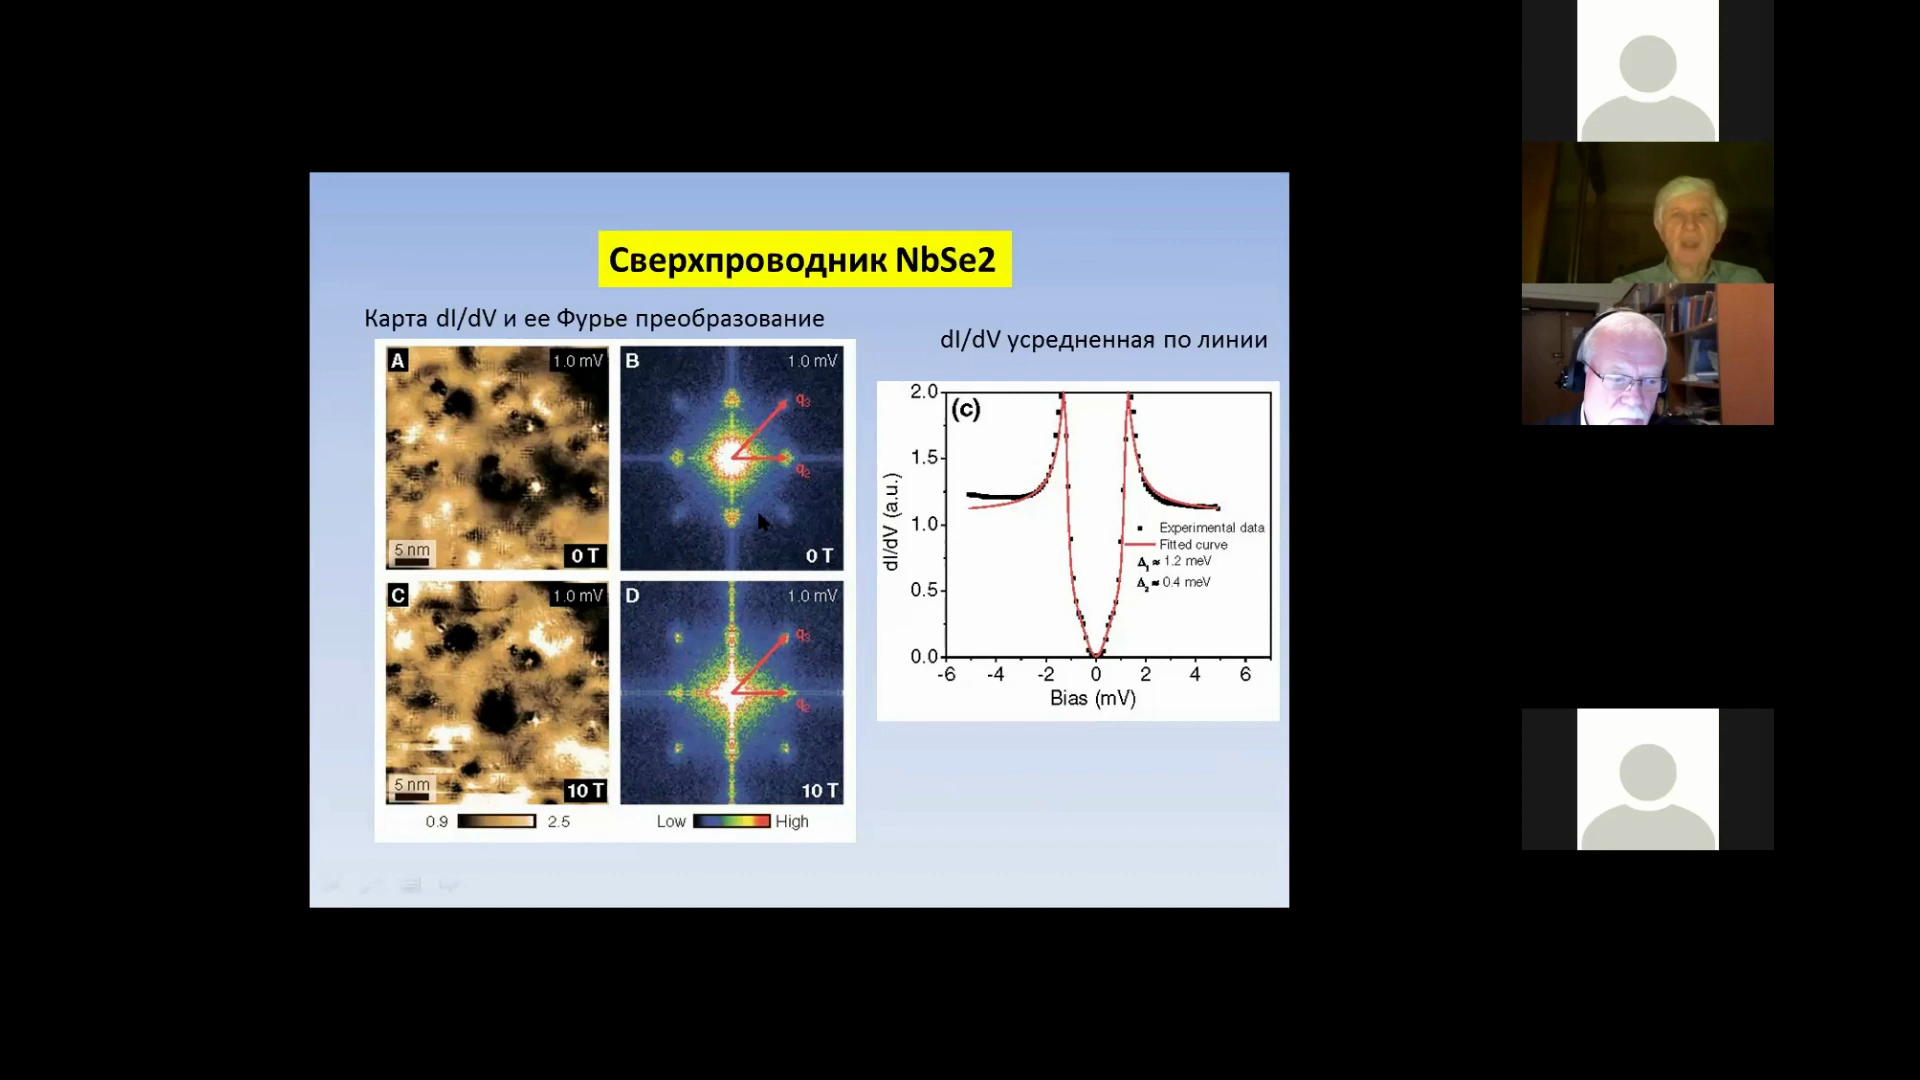 Сверхпроводник NbSe2
Карта dI/dV и ее Фурье преобразование
dI/dV усредненная по линии
A 1.0 mV
5 nm 0 T
B 1.0 mV
q3
q2
0 T
C 1.0 mV
5 nm 10 T
D 1.0 mV
q3
q2
10 T
0.9 2.5
Low High
(c)
2.0
1.5
1.0
0.5
0.0
dI/dV (a.u.)
Experimental data
Fitted curve
Δ1 ≈ 1.2 meV
Δ2 ≈ 0.4 meV
-6 -4 -2 0 2 4 6
Bias (mV)